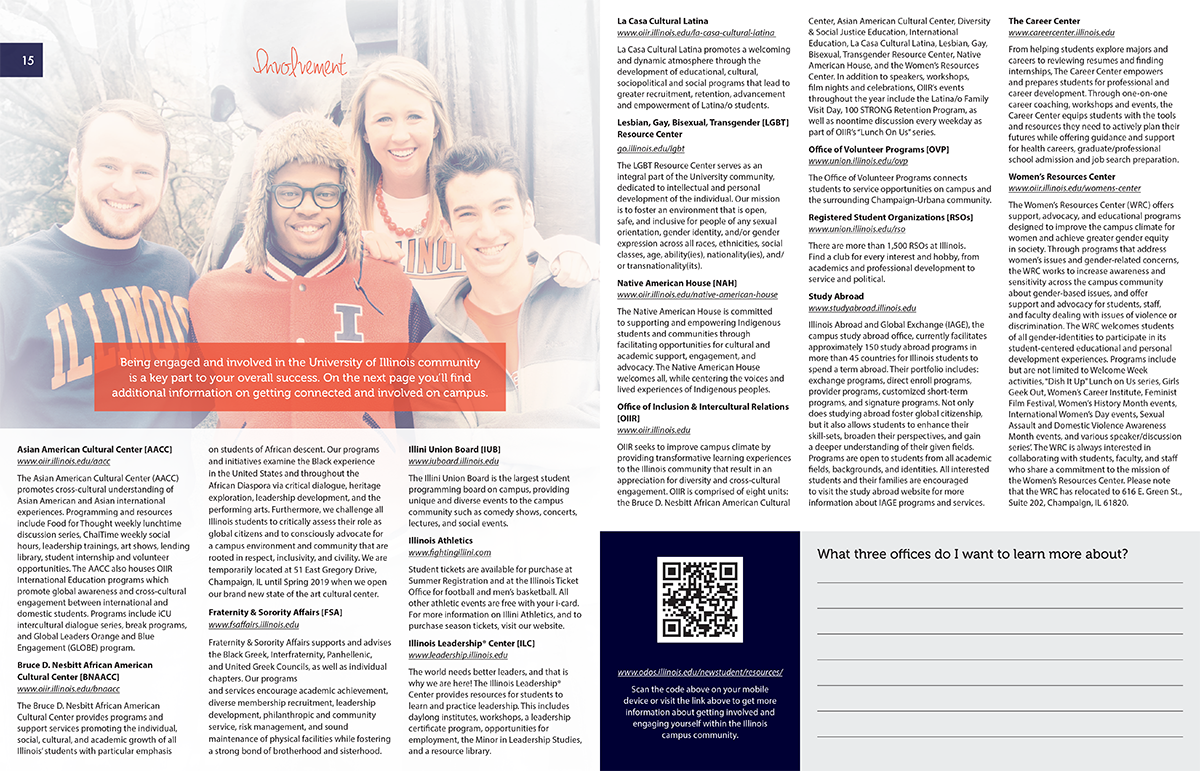 15
Involvement
ILLINOIS
ILLINOIS
I
Being engaged and involved in the University of Illinois community
is a key part to your overall success. On the next page you'll find
additional information on getting connected and involved on campus.
Asian American Cultural Center [AACC]
www.oiir.illinois.edu/aacc
The Asian American Cultural Center (AACC)
promotes cross-cultural understanding of
Asian American and Asian international
experiences. Programming and resources
include Food for Thought weekly lunchtime
discussion series, ChaiTime weekly social
hours, leadership trainings, art shows, lending
library, student internship and volunteer
opportunities. The AACC also houses OIIR
International Education programs which
promote global awareness and cross-cultural
engagement between international and
domestic students. Programs include iCU
intercultural dialogue series, break programs,
and Global Leaders Orange and Blue
Engagement (GLOBE) program.
Bruce D. Nesbitt African American
Cultural Center [BNAACC]
www.oiir.illinois.edu/bnaacc
The Bruce D. Nesbitt African American
Cultural Center provides programs and
support services promoting the individual,
social, cultural, and academic growth of all
Illinois' students with particular emphasis
on students of African descent. Our programs
and initiatives examine the Black experience
in the United States and throughout the
African Diaspora via critical dialogue, heritage
exploration, leadership development, and the
performing arts. Furthermore, we challenge all
Illinois students to critically assess their role as
global citizens and to consciously advocate for
a campus environment and community that are
rooted in respect, inclusivity, and civility. We are
temporarily located at 51 East Gregory Drive,
Champaign, IL until Spring 2019 when we open
our brand new state of the art cultural center.
Fraternity & Sorority Affairs [FSA]
www.fsaffairs.illinois.edu
Fraternity & Sorority Affairs supports and advises
the Black Greek, Interfraternity, Panhellenic,
and United Greek Councils, as well as individual
chapters. Our programs
and services encourage academic achievement,
diverse membership recruitment, leadership
development, philanthropic and community
service, risk management, and sound
maintenance of physical facilities while fostering
a strong bond of brotherhood and sisterhood.
Illini Union Board [IUB]
www.iuboard.illinois.edu
The Illini Union Board is the largest student
programming board on campus, providing
unique and diverse events to the campus
community such as comedy shows, concerts,
lectures, and social events.
Illinois Athletics
www.fightingillini.com
Student tickets are available for purchase at
Summer Registration and at the Illinois Ticket
Office for football and men's basketball. All
other athletic events are free with your i-card.
For more information on Illini Athletics, and to
purchase season tickets, visit our website.
Illinois Leadership® Center [ILC]
www.leadership.illinois.edu
The world needs better leaders, and that is
why we are here! The Illinois Leadership®
Center provides resources for students to
learn and practice leadership. This includes
daylong institutes, workshops, a leadership
certificate program, opportunities for
employment, the Minor in Leadership Studies,
and a resource library.
La Casa Cultural Latina
www.oiir.illinois.edu/la-casa-cultural-latina
La Casa Cultural Latina promotes a welcoming
and dynamic atmosphere through the
development of educational, cultural,
sociopolitical and social programs that lead to
greater recruitment, retention, advancement
and empowerment of Latina/o students.
Lesbian, Gay, Bisexual, Transgender [LGBT]
Resource Center
go.illinois.edu/lgbt
The LGBT Resource Center serves as an
integral part of the University community,
dedicated to intellectual and personal
development of the individual. Our mission
is to foster an environment that is open,
safe, and inclusive for people of any sexual
orientation, gender identity, and/or gender
expression across all races, ethnicities, social
classes, age, ability(ies), nationality(ies), and/
or transnationality(its).
Native American House [NAH]
www.oiir.illinois.edu/native-american-house
The Native American House is committed
to supporting and empowering Indigenous
students and communities through
facilitating opportunities for cultural and
academic support, engagement, and
advocacy. The Native American House
welcomes all, while centering the voices and
lived experiences of Indigenous peoples.
Office of Inclusion & Intercultural Relations
[OIIR]
www.oiir.illinois.edu
OIIR seeks to improve campus climate by
providing transformative learning experiences
to the Illinois community that result in an
appreciation for diversity and cross-cultural
engagement. OIIR is comprised of eight units;
the Bruce D. Nesbitt African American Cultural
Center, Asian American Cultural Center, Diversity
& Social Justice Education, International
Education, La Casa Cultural Latina, Lesbian, Gay,
Bisexual, Transgender Resource Center, Native
American House, and the Women's Resources
Center. In addition to speakers, workshops,
film nights and celebrations, OIIR's events
throughout the year include the Latina/o Family
Visit Day, 100 STRONG Retention Program, as
well as noontime discussion every weekday as
part of OIIR's "Lunch On Us" series.
Office of Volunteer Programs [OVP]
www.union.illinois.edu/ovp
The Office of Volunteer Programs connects
students to service opportunities on campus and
the surrounding Champaign-Urbana community.
Registered Student Organizations [RSOs]
www.union.illinois.edu/rso
There are more than 1,500 RSOs at Illinois.
Find a club for every interest and hobby, from
academics and professional development to
service and political.
Study Abroad
www.studyabroad.illinois.edu
Illinois Abroad and Global Exchange (IAGE), the
campus study abroad office, currently facilitates
approximately 150 study abroad programs in
more than 45 countries for Illinois students to
spend a term abroad. Their portfolio includes:
exchange programs, direct enroll programs,
provider programs, customized short-term
programs, and signature programs. Not only
does studying abroad foster global citizenship,
but it also allows students to enhance their
skill-sets, broaden their perspectives, and gain
a deeper understanding of their given fields.
Programs are open to students from all academic
fields, backgrounds, and identities. All interested
students and their families are encouraged
to visit the study abroad website for more
information about IAGE programs and services.
The Career Center
www.careercenter.illinois.edu
From helping students explore majors and
careers to reviewing resumes and finding
internships, The Career Center empowers
and prepares students for professional and
career development. Through one-on-one
career coaching, workshops and events, the
Career Center equips students with the tools
and resources they need to actively plan their
futures while offering guidance and support
for health careers, graduate/professional
school admission and job search preparation.
Women's Resources Center
www.oiir.illinois.edu/womens-center
The Women's Resources Center (WRC) offers
support, advocacy, and educational programs
designed to improve the campus climate for
women and achieve greater gender equity
in society. Through programs that address
women's issues and gender-related concerns,
the WRC works to increase awareness and
sensitivity across the campus community
about gender-based issues, and offer
support and advocacy for students, staff,
and faculty dealing with issues of violence or
discrimination. The WRC welcomes students
of all gender-identities to participate in its
student-centered educational and personal
development experiences. Programs include
but are not limited to Welcome Week
activities, "Dish It Up" Lunch on Us series, Girls
Geek Out, Women's Career Institute, Feminist
Film Festival, Women's History Month events,
International Women's Day events, Sexual
Assault and Domestic Violence Awareness
Month events, and various speaker/discussion
series. The WRC is always interested in
collaborating with students, faculty, and staff
who share a commitment to the mission of
the Women's Resources Center. Please note
that the WRC has relocated to 616 E. Green St.,
Suite 202, Champaign, IL 61820.
www.odos.illinois.edu/newstudent/resources/
Scan the code above on your mobile
device or visit the link above to get more
information about getting involved and
engaging yourself within the Illinois
campus community.
What three offices do I want to learn more about?